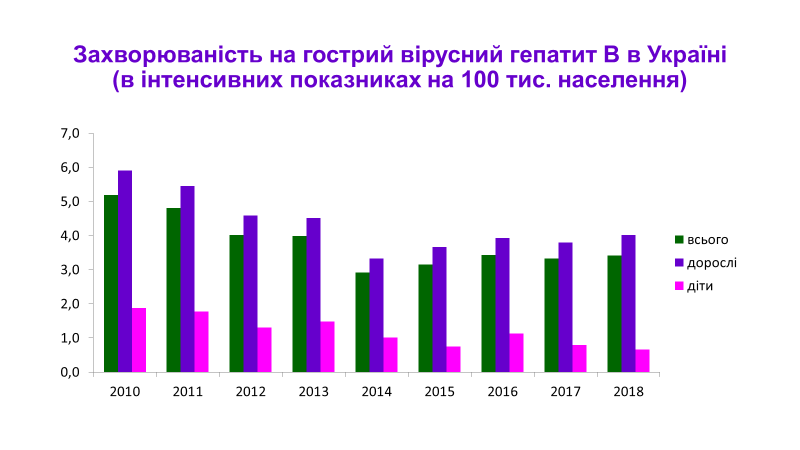 Захворюваність на гострий вірусний гепатит В в Україні
(в інтенсивних показниках на 100 тис. населення)
7,0
6,0
5,0
4,0
3,0
2,0
1,0
0,0
2010 2011 2012 2013 2014 2015 2016 2017 2018
всього
дорослі
діти